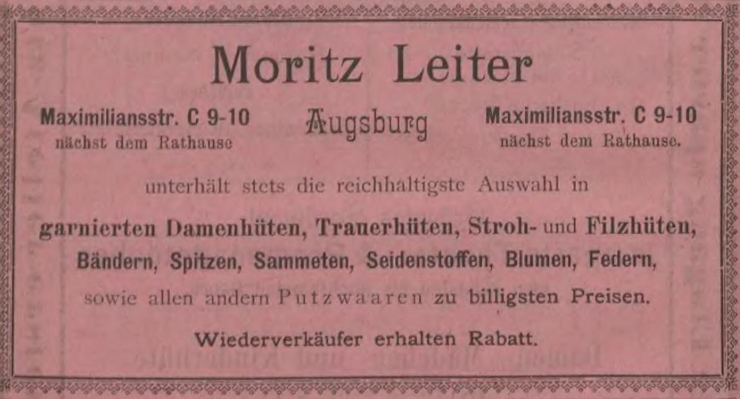 Moritz Leiter
Maximiliansstr. C 9-10 Augsburg Maximiliansstr. C 9-10
nächst dem Rathause nächst dem Rathause.
unterhält stets die reichhaltigste Auswahl in
garnierten Damenhüten, Trauerhüten, Stroh- und Filzhüten,
Bändern, Spitzen, Sammeten, Seidenstoffen, Blumen, Federn,
sowie allen andern Putzwaaren zu billigsten Preisen.
Wiederverkäufer erhalten Rabatt.